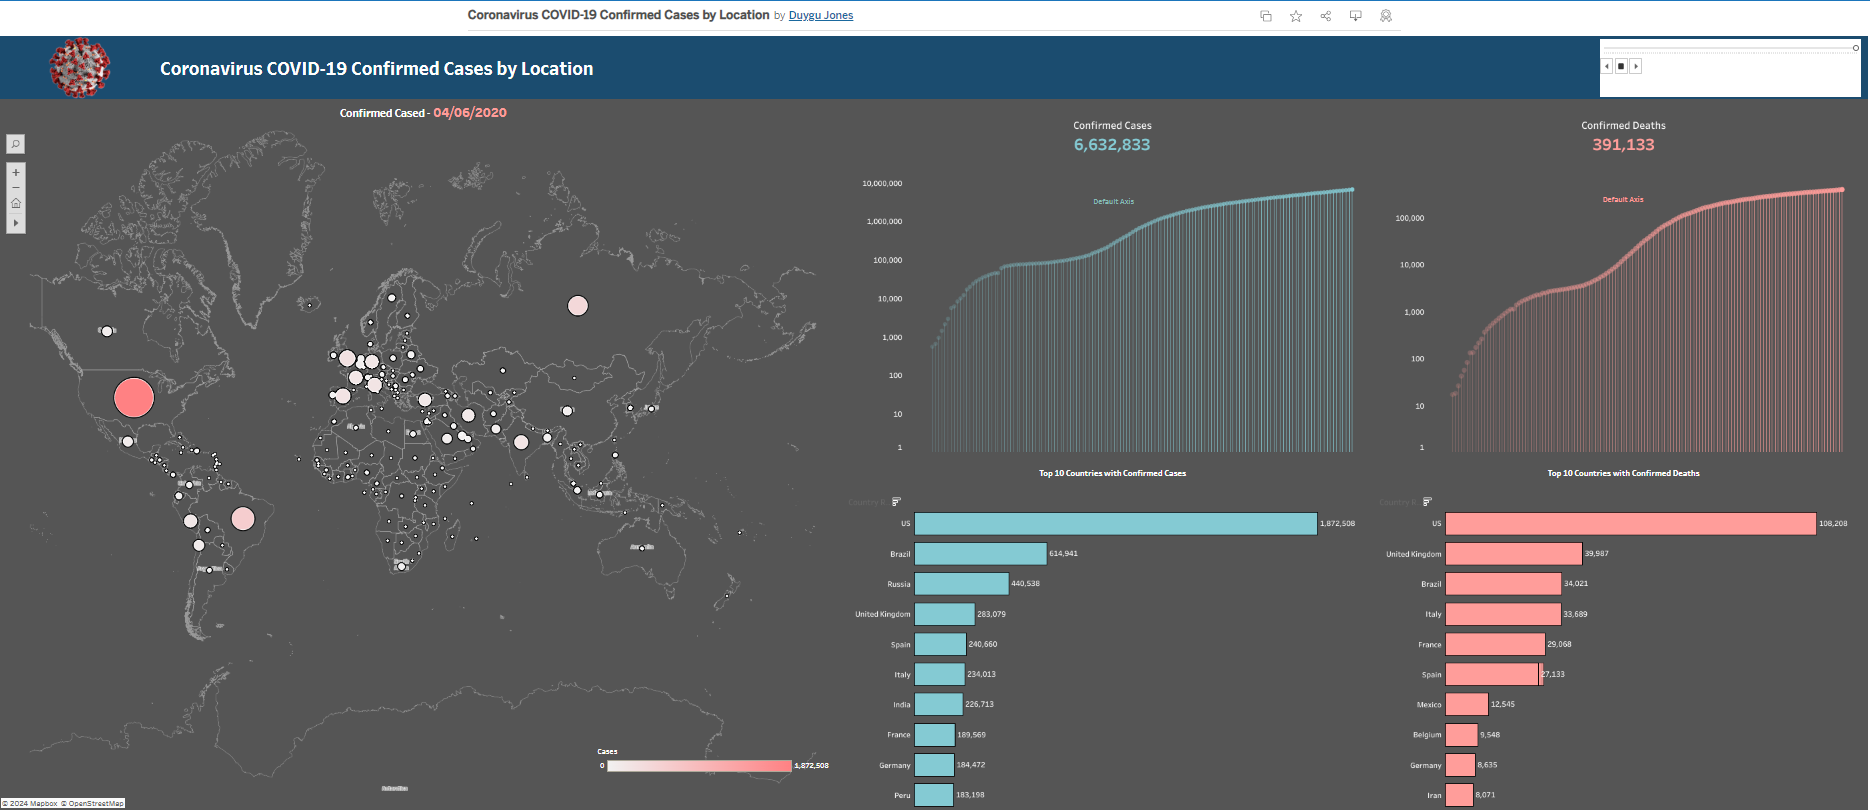 Coronavirus COVID-19 Confirmed Cases by Location by Duygu Jones
Coronavirus COVID-19 Confirmed Cases by Location
Confirmed Cased - 04/06/2020
Confirmed Cases
6,632,833
Confirmed Deaths
391,133
10,000,000
1,000,000
100,000
10,000
1,000
100
10
1
Default Axis
100,000
10,000
1,000
100
10
1
Default Axis
Top 10 Countries with Confirmed Cases
US 1,872,508
Brazil 614,941
Russia 440,538
United Kingdom 283,079
Spain 240,660
Italy 234,013
India 226,713
France 189,569
Germany 184,472
Peru 183,198
Top 10 Countries with Confirmed Deaths
US 108,208
United Kingdom 39,987
Brazil 34,021
Italy 33,689
France 29,068
Spain 27,133
Mexico 12,545
Belgium 9,548
Germany 8,635
Iran 8,071
Cases
0 1,872,508
© 2024 Mapbox © OpenStreetMap